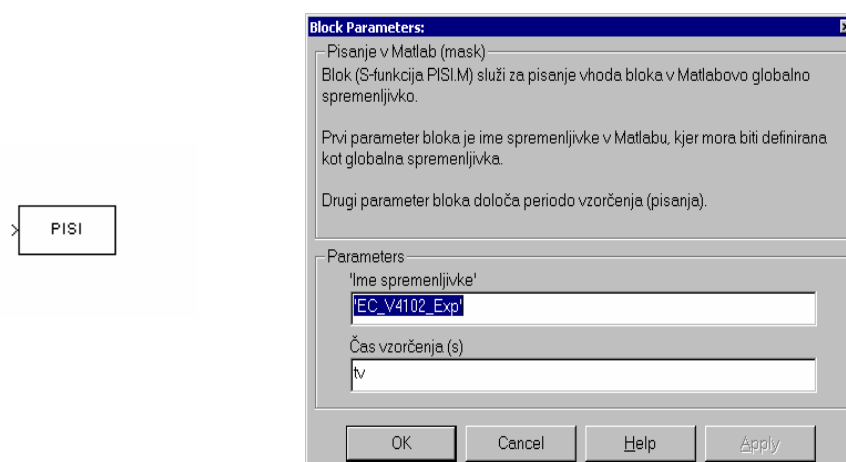 PISI
Block Parameters:
Pisanje v Matlab (mask)
Blok (S-funkcija PISI.M) služi za pisanje vhoda bloka v Matlabovo globalno
spremenljivko.
Prvi parameter bloka je ime spremenljivke v Matlabu, kjer mora biti definirana
kot globalna spremenljivka.
Drugi parameter bloka določa periodo vzorčenja (pisanja).
Parameters
'Ime spremenljivke'
'EC_V4102_Exp'
Čas vzorčenja (s)
tv
OK Cancel Help Apply